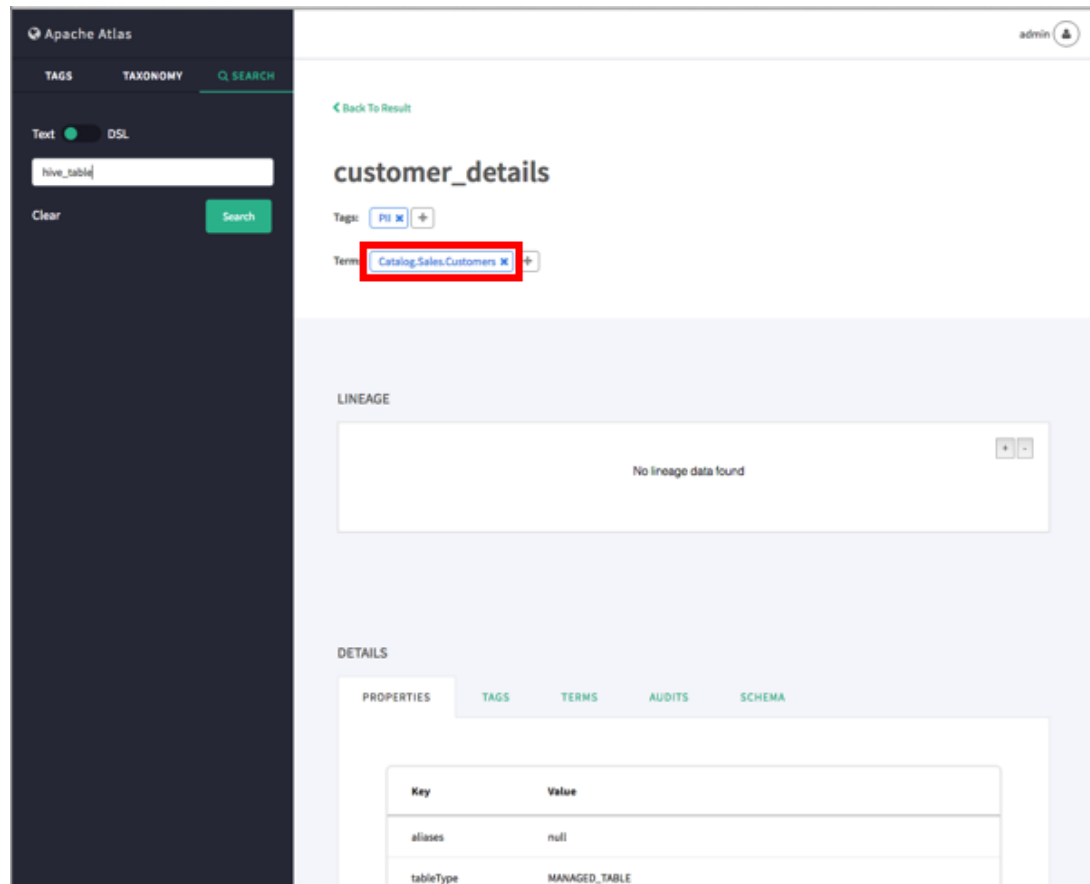 Apache Atlas
admin
TAGS TAXONOMY SEARCH
Back To Result
Text DSL
hive_table
Clear Search
customer_details
Tags: PII × +
Term Catalog.Sales.Customers × +
LINEAGE
+ -
No lineage data found
DETAILS
PROPERTIES TAGS TERMS AUDITS SCHEMA
Key Value
aliases null
tableType MANAGED_TABLE